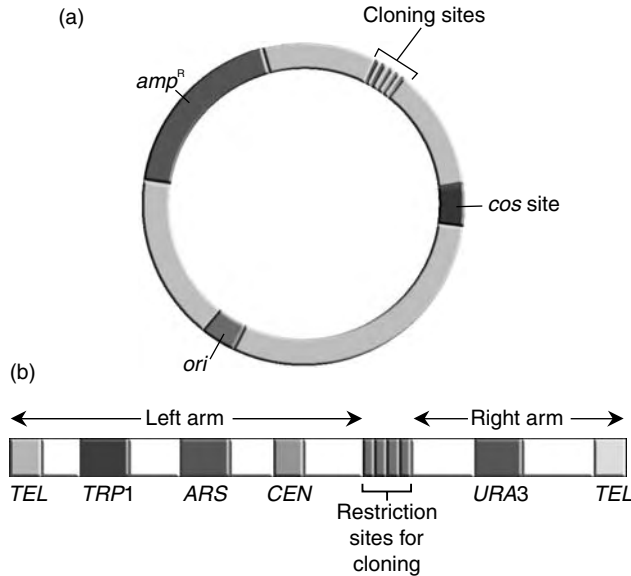 (a)
Cloning sites
amp^R
cos site
ori
(b)
Left arm
Right arm
TEL TRP1 ARS CEN URA3 TEL
Restriction
sites for
cloning